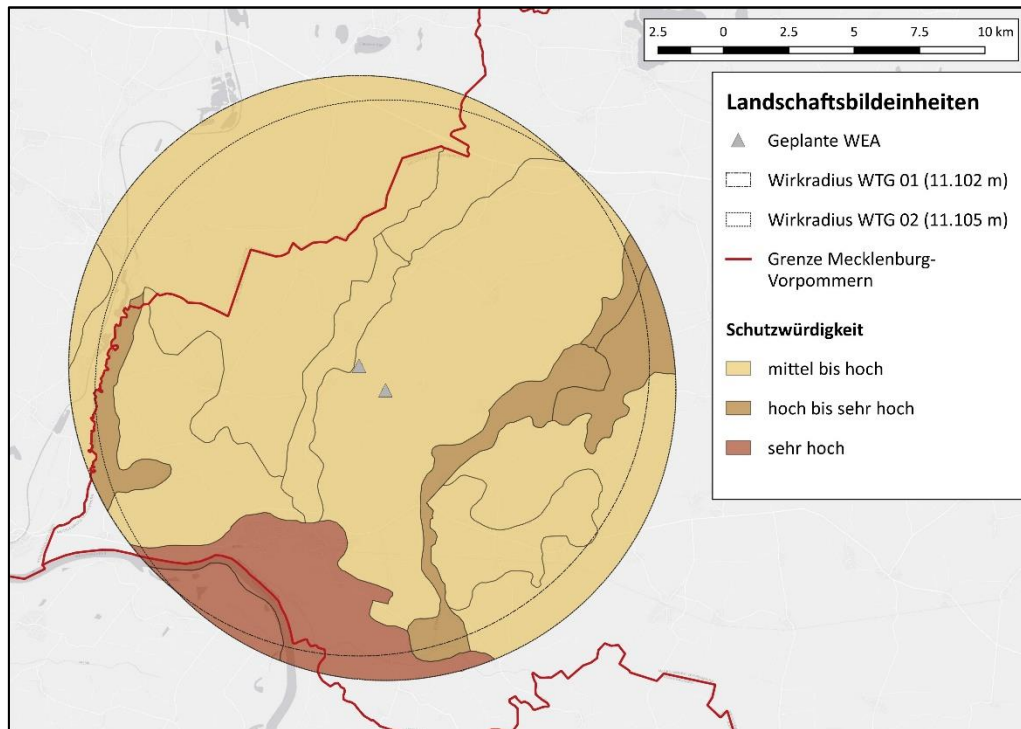 2.5 0 2.5 5 7.5 10 km
Landschaftsbildeinheiten
Geplante WEA
Wirkradius WTG 01 (11.102 m)
Wirkradius WTG 02 (11.105 m)
Grenze Mecklenburg-
Vorpommern
Schutzwürdigkeit
mittel bis hoch
hoch bis sehr hoch
sehr hoch